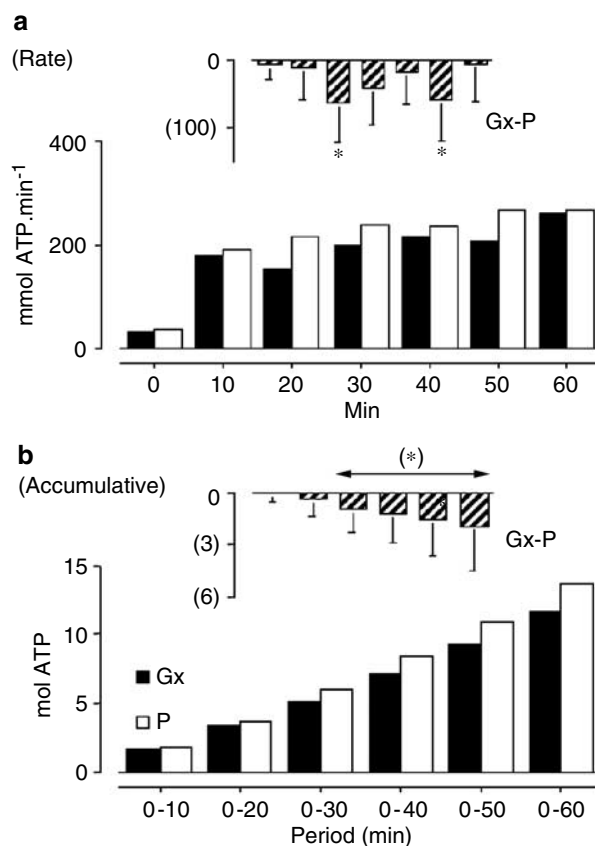 a
(Rate)
0
(100)
Gx-P
* *
400
200
0
mmol ATP.min⁻¹
0 10 20 30 40 50 60
Min
b
(Accumulative)
(*)
0
(3)
(6)
Gx-P
15
10
5
0
mol ATP
Gx
P
0-10 0-20 0-30 0-40 0-50 0-60
Period (min)